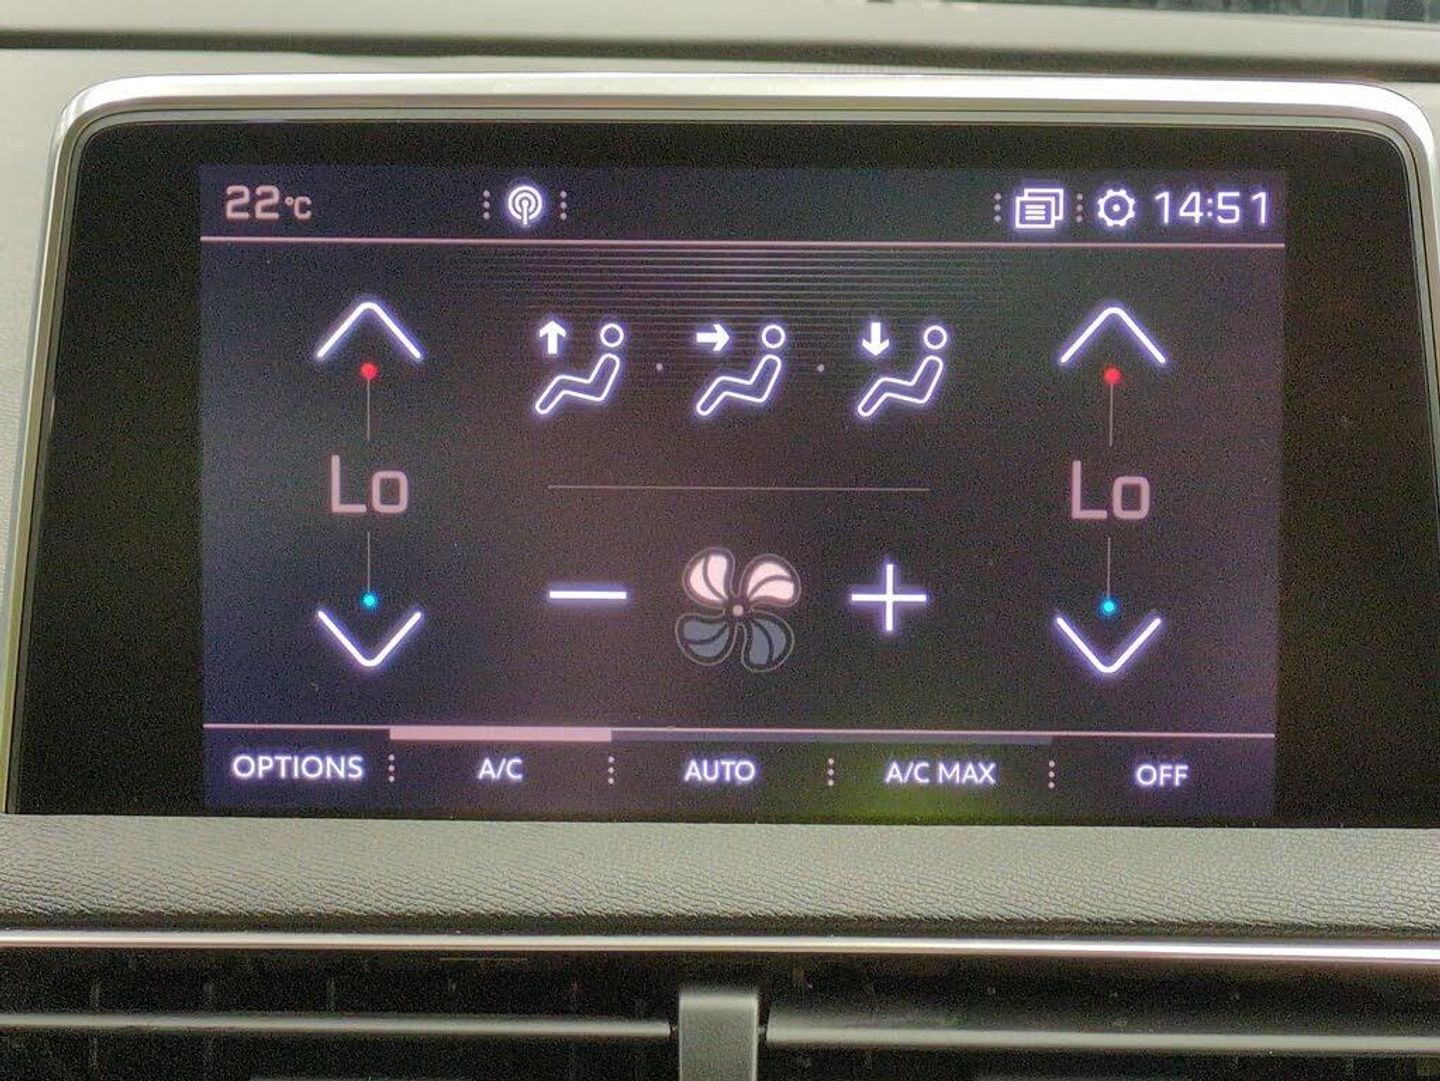 22°C 14:51
Lo Lo
OPTIONS A/C AUTO A/C MAX OFF